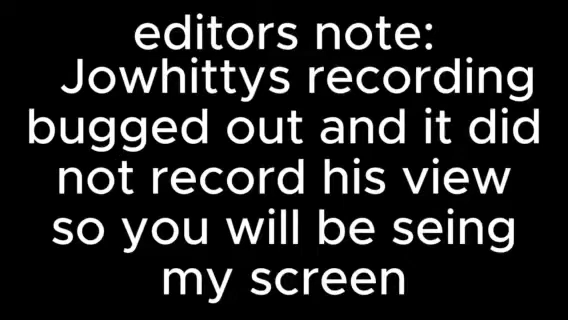 editors note:
Jowhittys recording
bugged out and it did
not record his view
so you will be seing
my screen